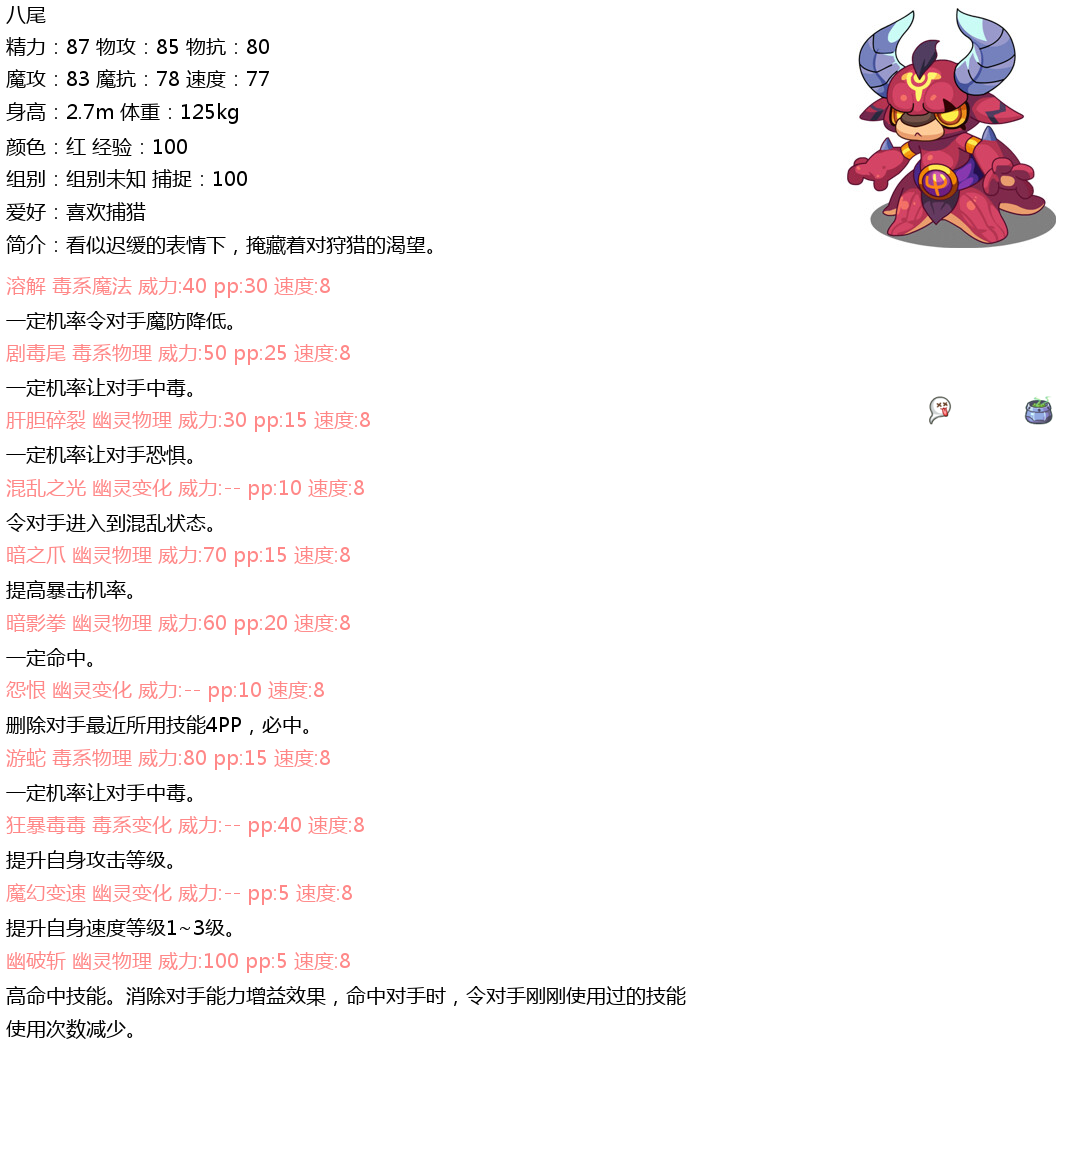 八尾
精力：87 物攻：85 物抗：80
魔攻：83 魔抗：78 速度：77
身高：2.7m 体重：125kg
颜色：红 经验：100
组别：组别未知 捕捉：100
爱好：喜欢捕猎
简介：看似迟缓的表情下，掩藏着对狩猎的渴望。
溶解 毒系魔法 威力:40 pp:30 速度:8
一定机率令对手魔防降低。
剧毒尾 毒系物理 威力:50 pp:25 速度:8
一定机率让对手中毒。
肝胆碎裂 幽灵物理 威力:30 pp:15 速度:8
一定机率让对手恐惧。
混乱之光 幽灵变化 威力:-- pp:10 速度:8
令对手进入到混乱状态。
暗之爪 幽灵物理 威力:70 pp:15 速度:8
提高暴击机率。
暗影拳 幽灵物理 威力:60 pp:20 速度:8
一定命中。
怨恨 幽灵变化 威力:-- pp:10 速度:8
删除对手最近所用技能4PP，必中。
游蛇 毒系物理 威力:80 pp:15 速度:8
一定机率让对手中毒。
狂暴毒毒 毒系变化 威力:-- pp:40 速度:8
提升自身攻击等级。
魔幻变速 幽灵变化 威力:-- pp:5 速度:8
提升自身速度等级1~3级。
幽破斩 幽灵物理 威力:100 pp:5 速度:8
高命中技能。消除对手能力增益效果，命中对手时，令对手刚刚使用过的技能
使用次数减少。